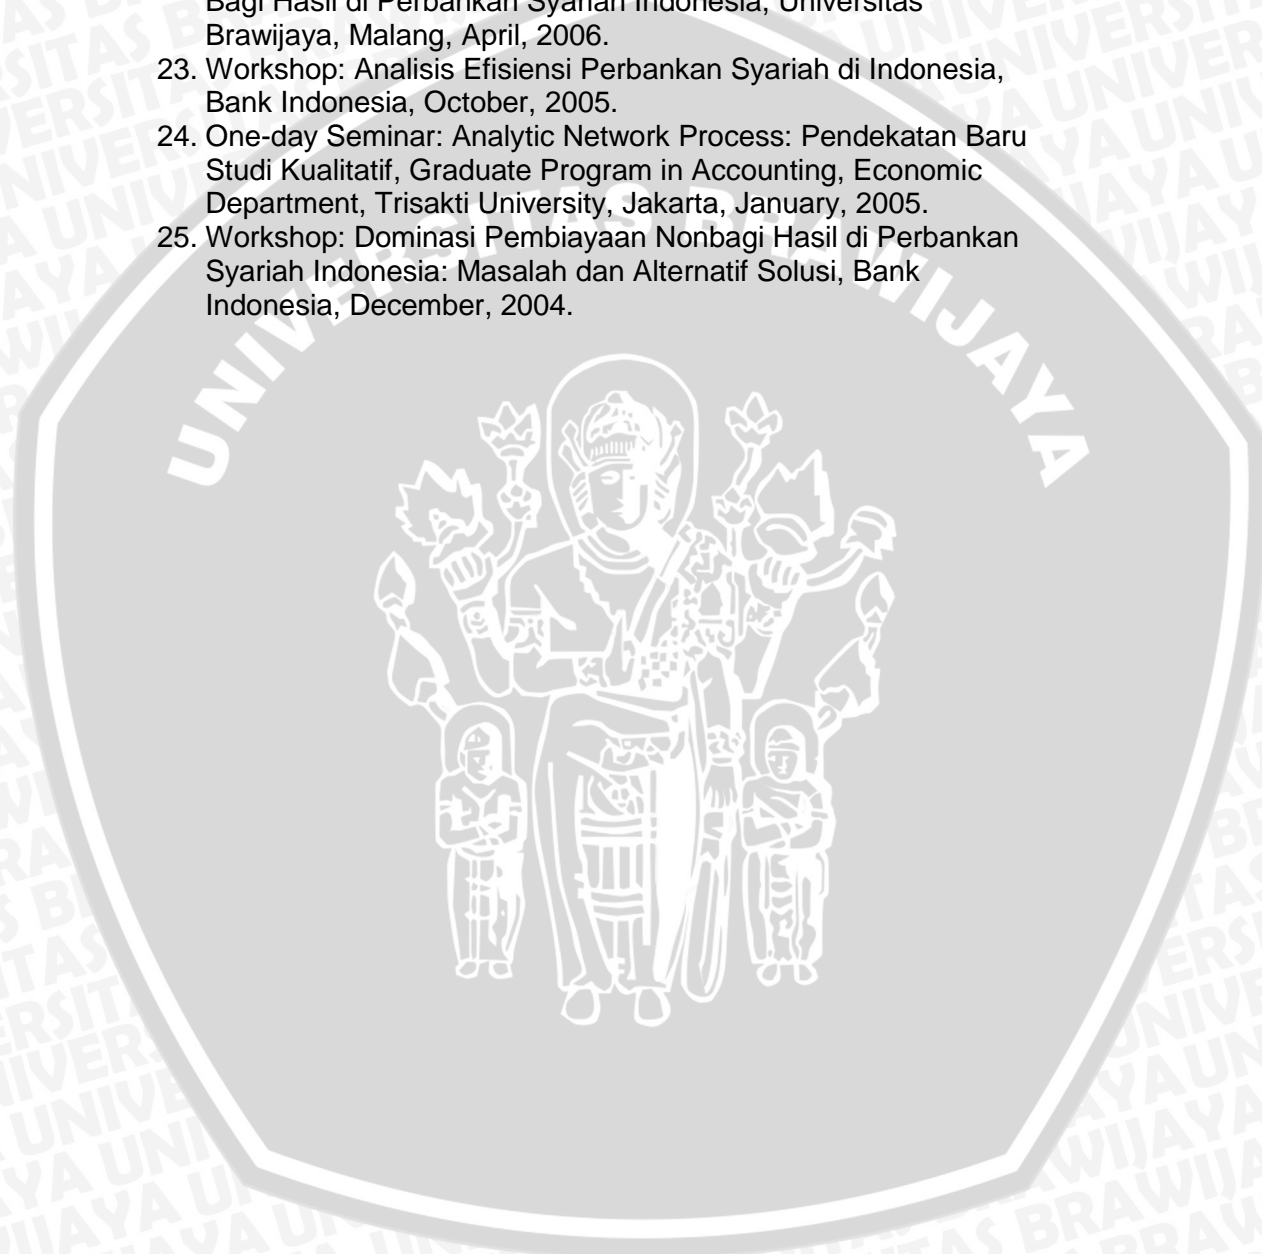 Bagi Hasil di Perbankan Syariah Indonesia, Universitas
Brawijaya, Malang, April, 2006.
23. Workshop: Analisis Efisiensi Perbankan Syariah di Indonesia,
Bank Indonesia, October, 2005.
24. One-day Seminar: Analytic Network Process: Pendekatan Baru
Studi Kualitatif, Graduate Program in Accounting, Economic
Department, Trisakti University, Jakarta, January, 2005.
25. Workshop: Dominasi Pembiayaan Nonbagi Hasil di Perbankan
Syariah Indonesia: Masalah dan Alternatif Solusi, Bank
Indonesia, December, 2004.
UNIVERSITAS BRAWIJAYA